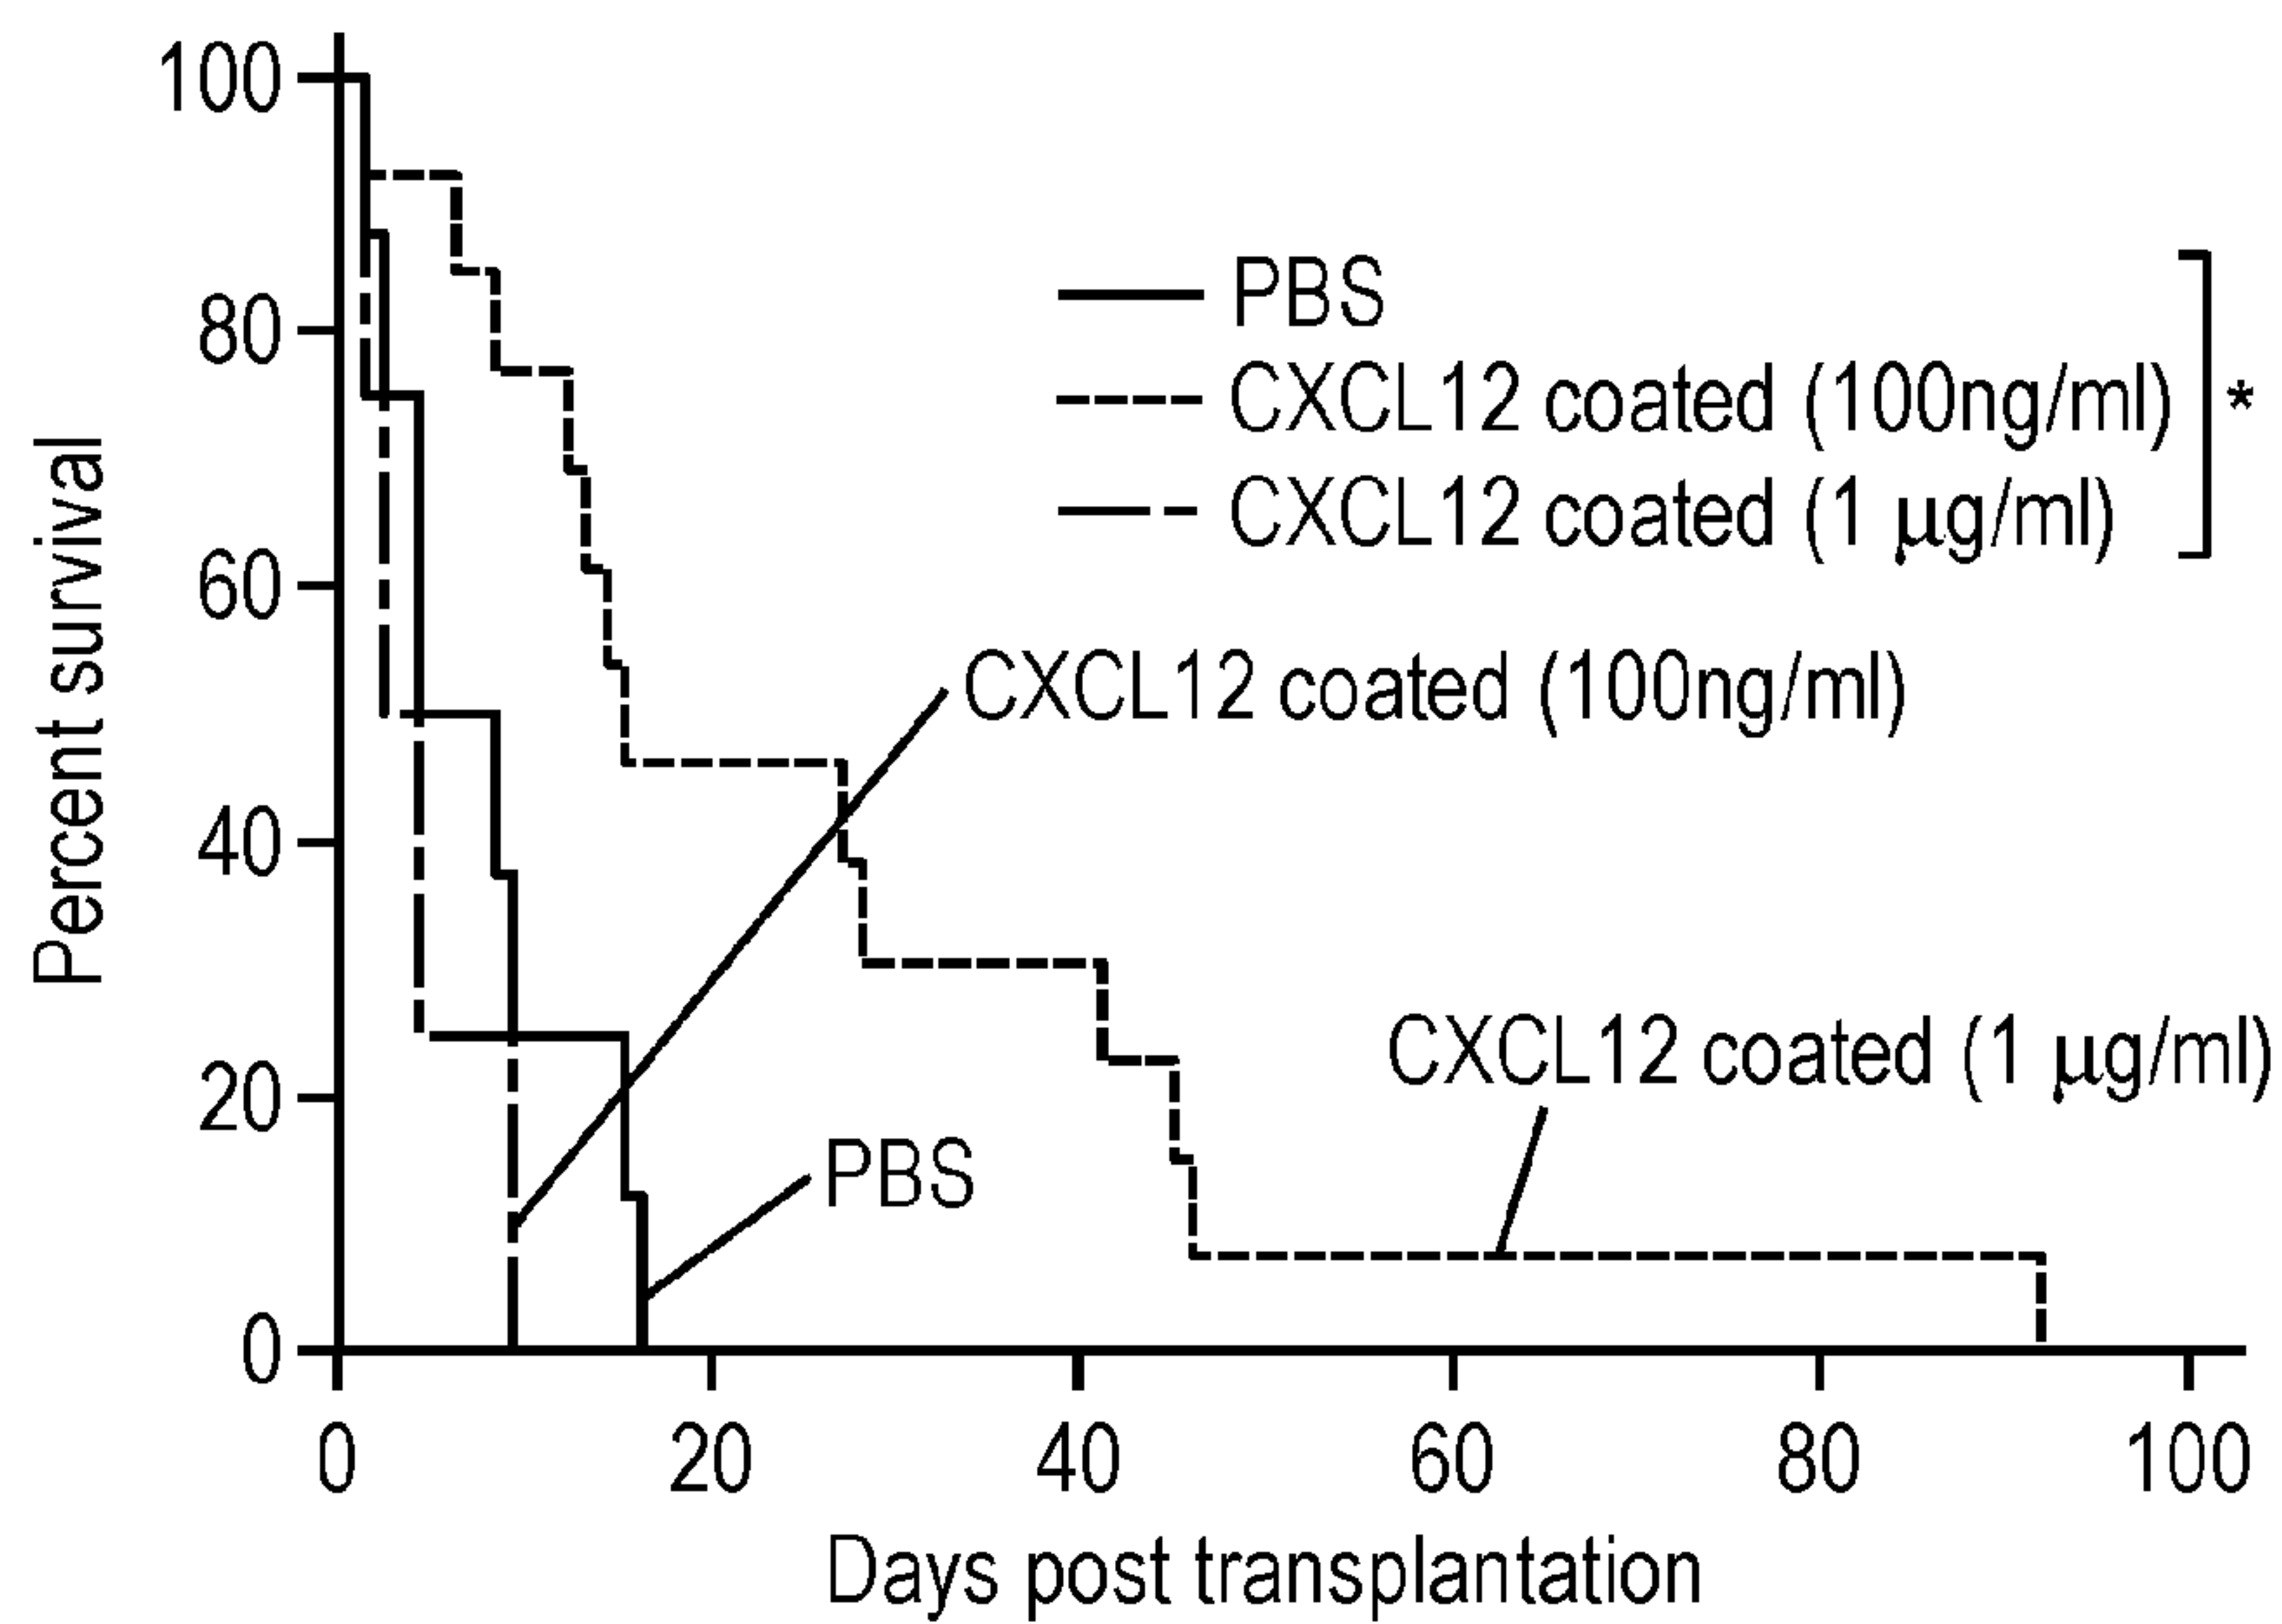 100
80
60
40
20
0
Percent survival
PBS
CXCL12 coated (100ng/ml)
CXCL12 coated (1 μg/ml)
*
CXCL12 coated (100ng/ml)
CXCL12 coated (1 μg/ml)
PBS
0 20 40 60 80 100
Days post transplantation